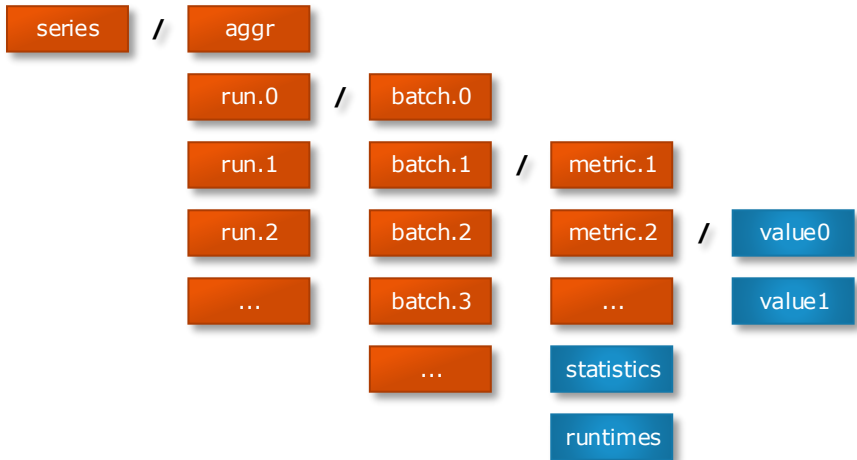 series / aggr
run.0 / batch.0
run.1 batch.1 / metric.1
run.2 batch.2 metric.2 / value0
... batch.3 ... value1
... statistics
runtimes